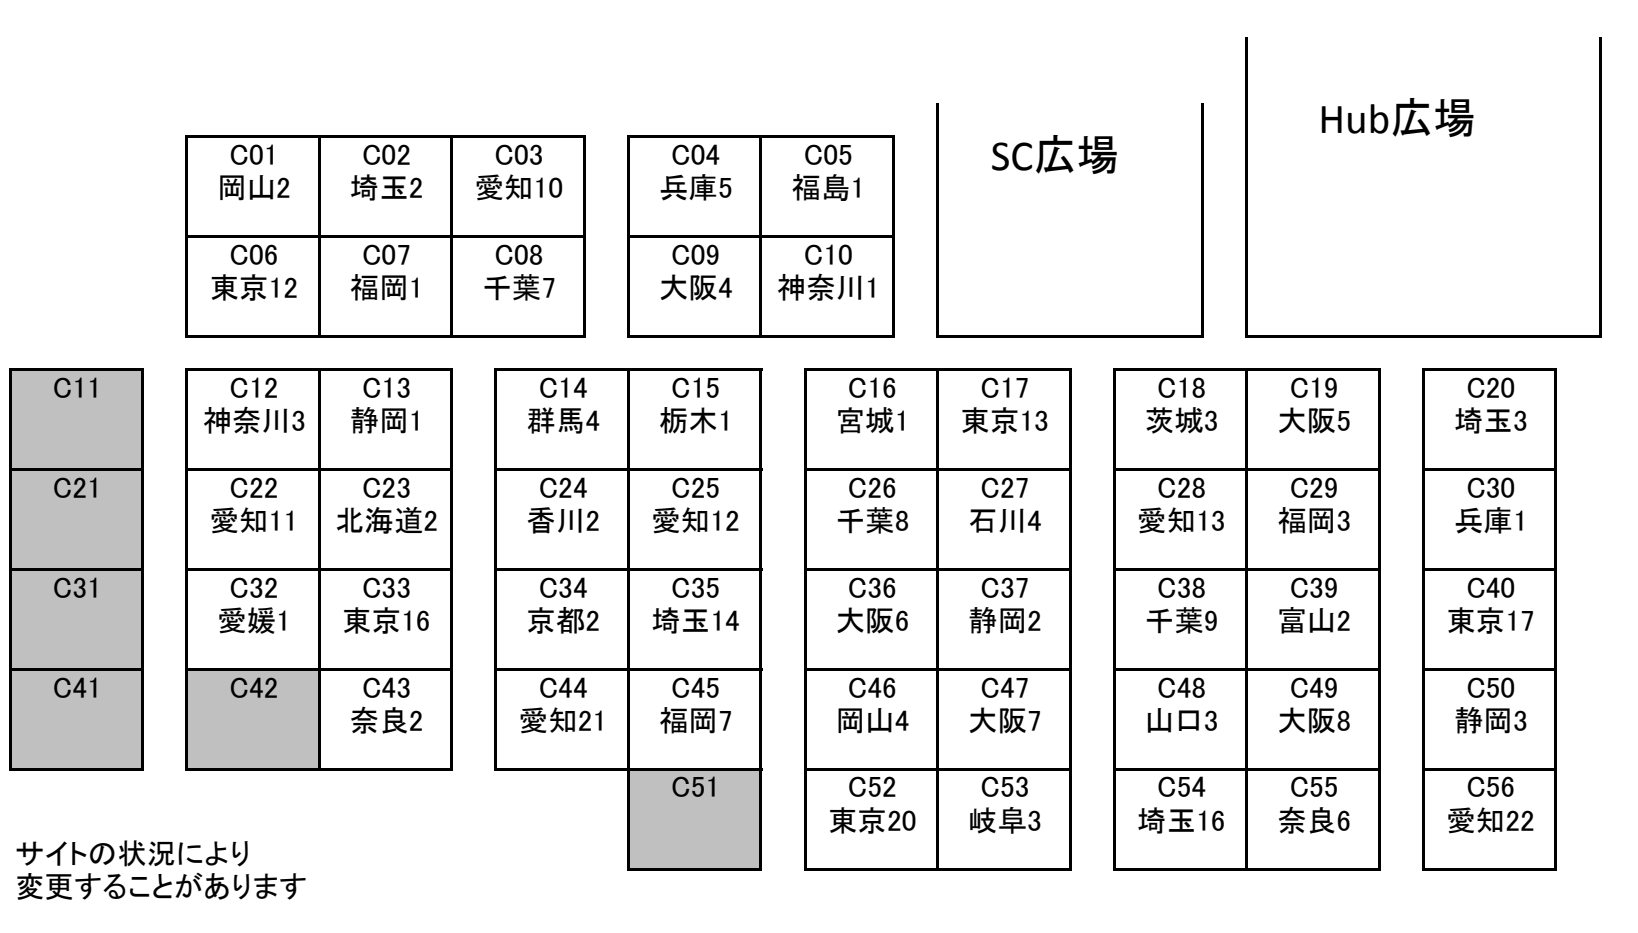 Hub広場
SC広場
C01
岡山2
C02
埼玉2
C03
愛知10
C04
兵庫5
C05
福島1
C06
東京12
C07
福岡1
C08
千葉7
C09
大阪4
C10
神奈川1
C11
C12
神奈川3
C13
静岡1
C14
群馬4
C15
栃木1
C16
宮城1
C17
東京13
C18
茨城3
C19
大阪5
C20
埼玉3
C21
C22
愛知11
C23
北海道2
C24
香川2
C25
愛知12
C26
千葉8
C27
石川4
C28
愛知13
C29
福岡3
C30
兵庫1
C31
C32
愛媛1
C33
東京16
C34
京都2
C35
埼玉14
C36
大阪6
C37
静岡2
C38
千葉9
C39
富山2
C40
東京17
C41
C42
C43
奈良2
C44
愛知21
C45
福岡7
C46
岡山4
C47
大阪7
C48
山口3
C49
大阪8
C50
静岡3
C51
C52
東京20
C53
岐阜3
C54
埼玉16
C55
奈良6
C56
愛知22
サイトの状況により
変更することがあります